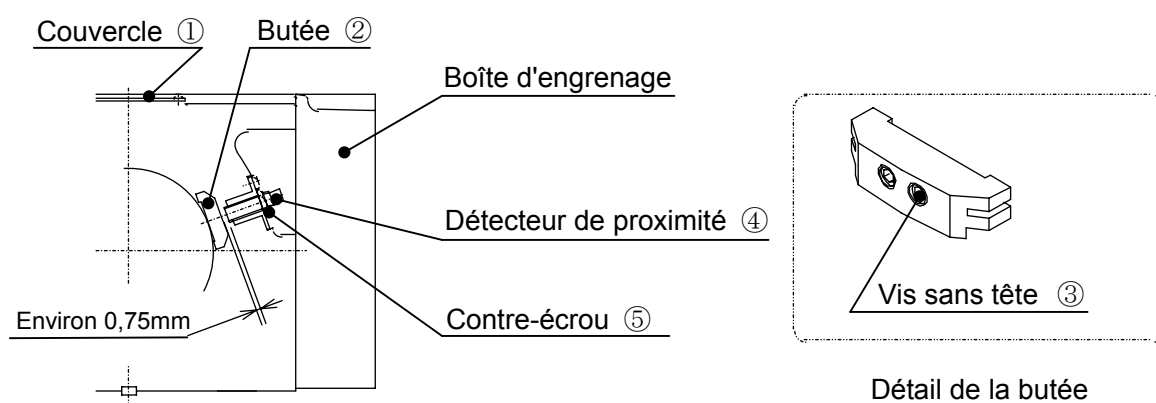 Couvercle ①
Butée ②
Boîte d'engrenage
Détecteur de proximité ④
Vis sans tête ③
Environ 0,75mm
Contre-écrou ⑤
Détail de la butée